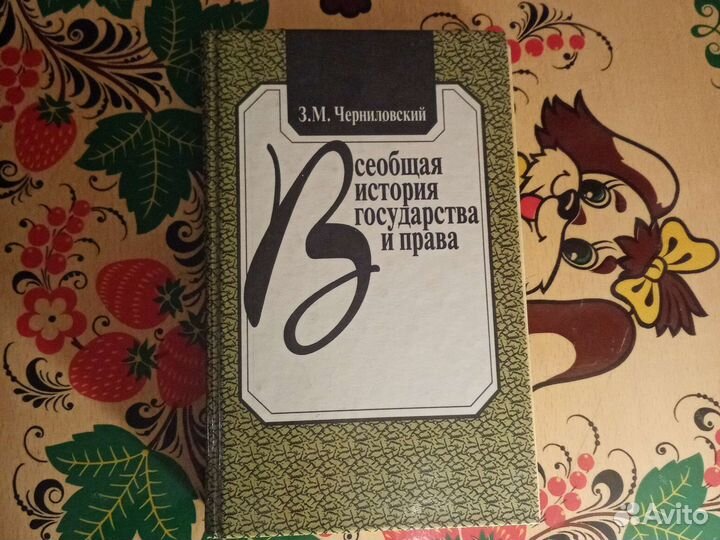 З.М. Черниловский
Всеобщая
история
государства
и права
Avito